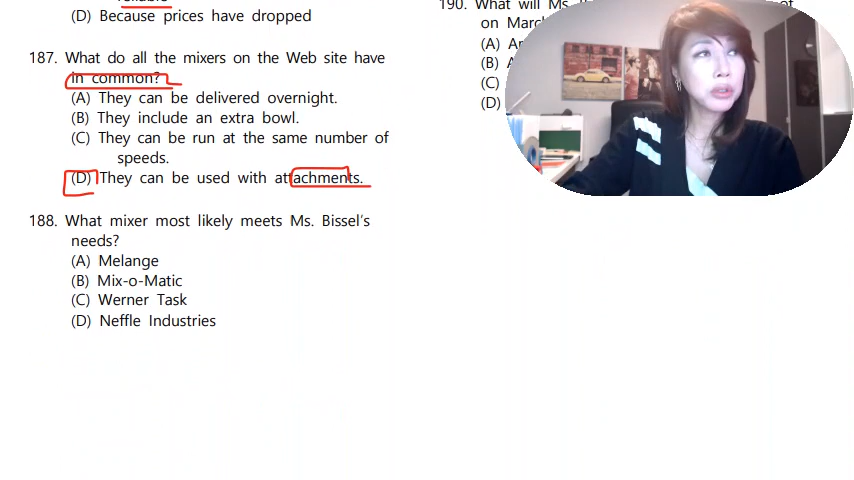 (D) Because prices have dropped
187. What do all the mixers on the Web site have
in common?
(A) They can be delivered overnight.
(B) They include an extra bowl.
(C) They can be run at the same number of
speeds.
(D) They can be used with attachments.
188. What mixer most likely meets Ms. Bissel's
needs?
(A) Melange
(B) Mix-o-Matic
(C) Werner Task
(D) Neffle Industries
190. What will Ms.
on
(A)
(B)
(C)
(D)